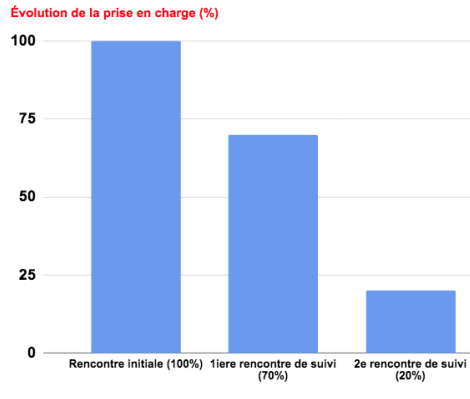 Évolution de la prise en charge (%)
100
75
50
25
0
Rencontre initiale (100%)
1iere rencontre de suivi
(70%)
2e rencontre de suivi
(20%)